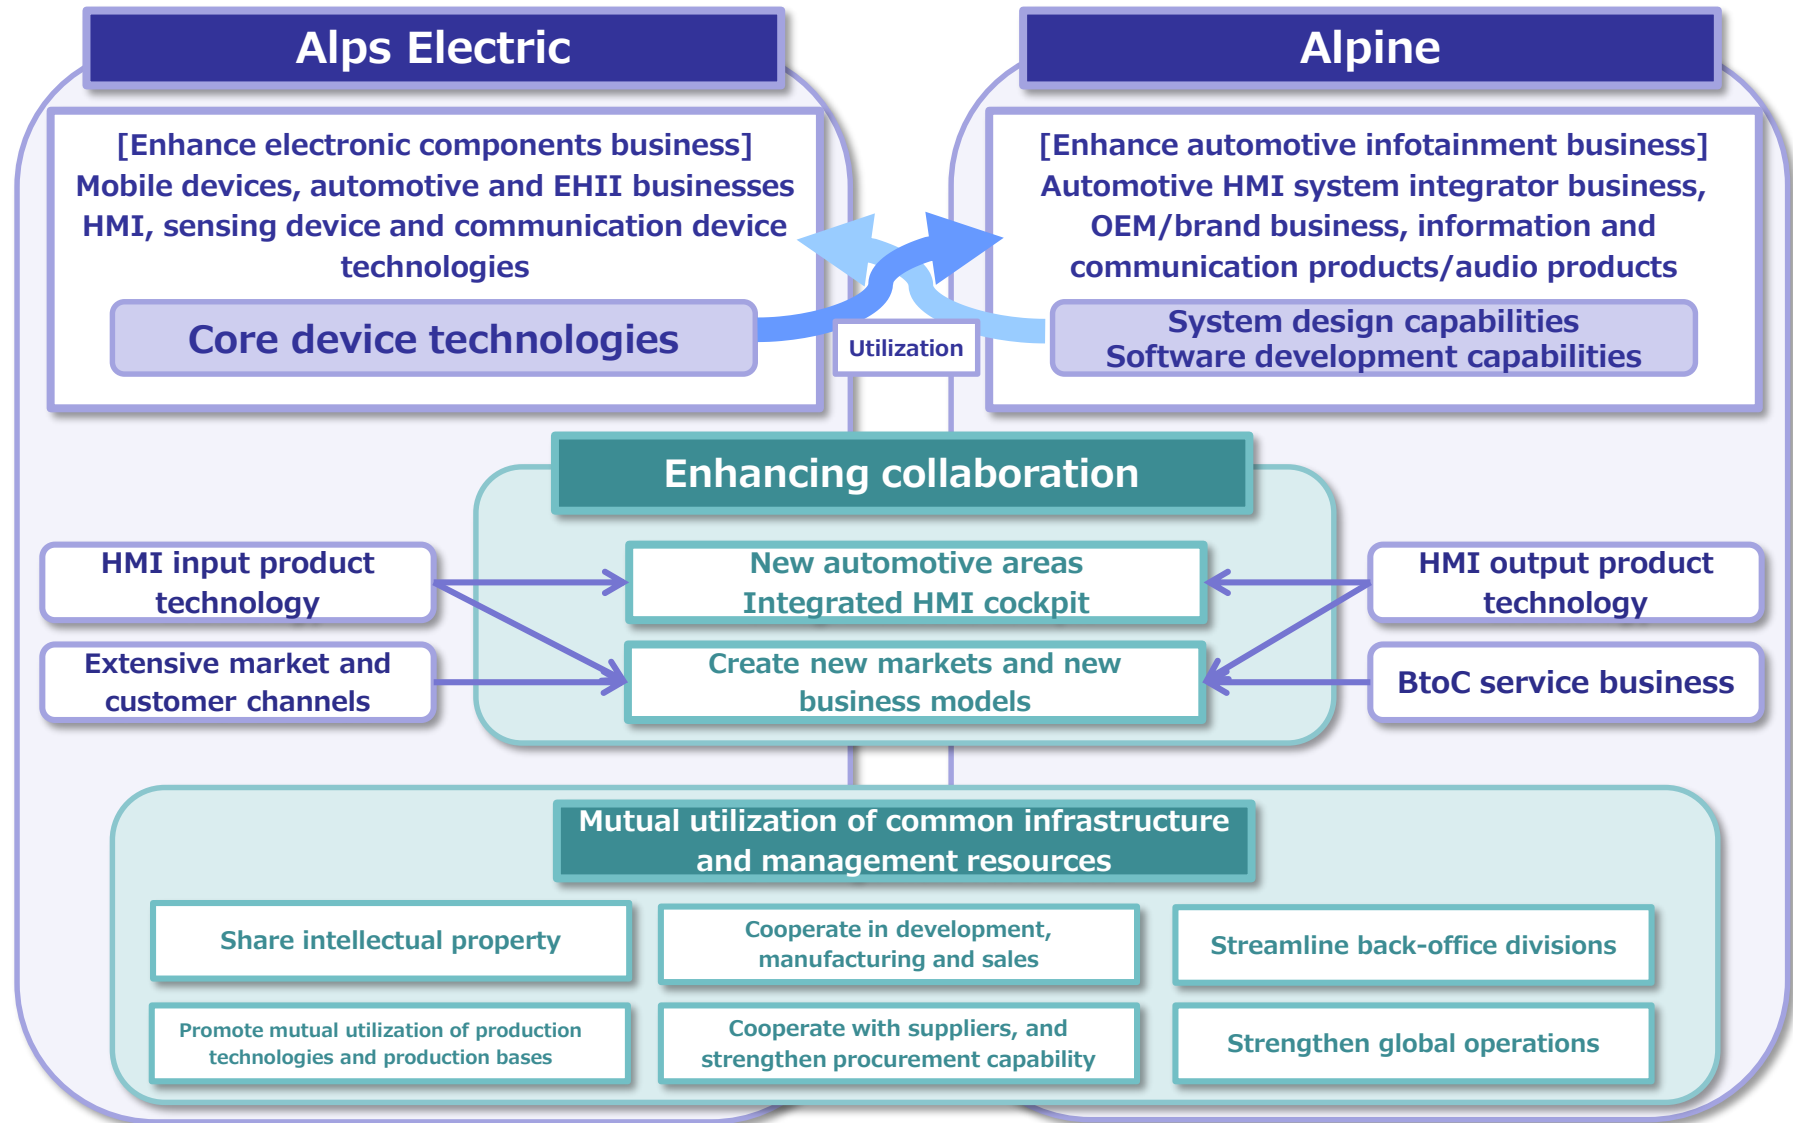 Alps Electric
Alpine
[Enhance electronic components business]
Mobile devices, automotive and EHII businesses
HMI, sensing device and communication device
technologies
Core device technologies
[Enhance automotive infotainment business]
Automotive HMI system integrator business,
OEM/brand business, information and
communication products/audio products
System design capabilities
Software development capabilities
Utilization
Enhancing collaboration
HMI input product
technology
Extensive market and
customer channels
New automotive areas
Integrated HMI cockpit
Create new markets and new
business models
HMI output product
technology
BtoC service business
Mutual utilization of common infrastructure
and management resources
Share intellectual property
Cooperate in development,
manufacturing and sales
Streamline back-office divisions
Promote mutual utilization of production
technologies and production bases
Cooperate with suppliers, and
strengthen procurement capability
Strengthen global operations